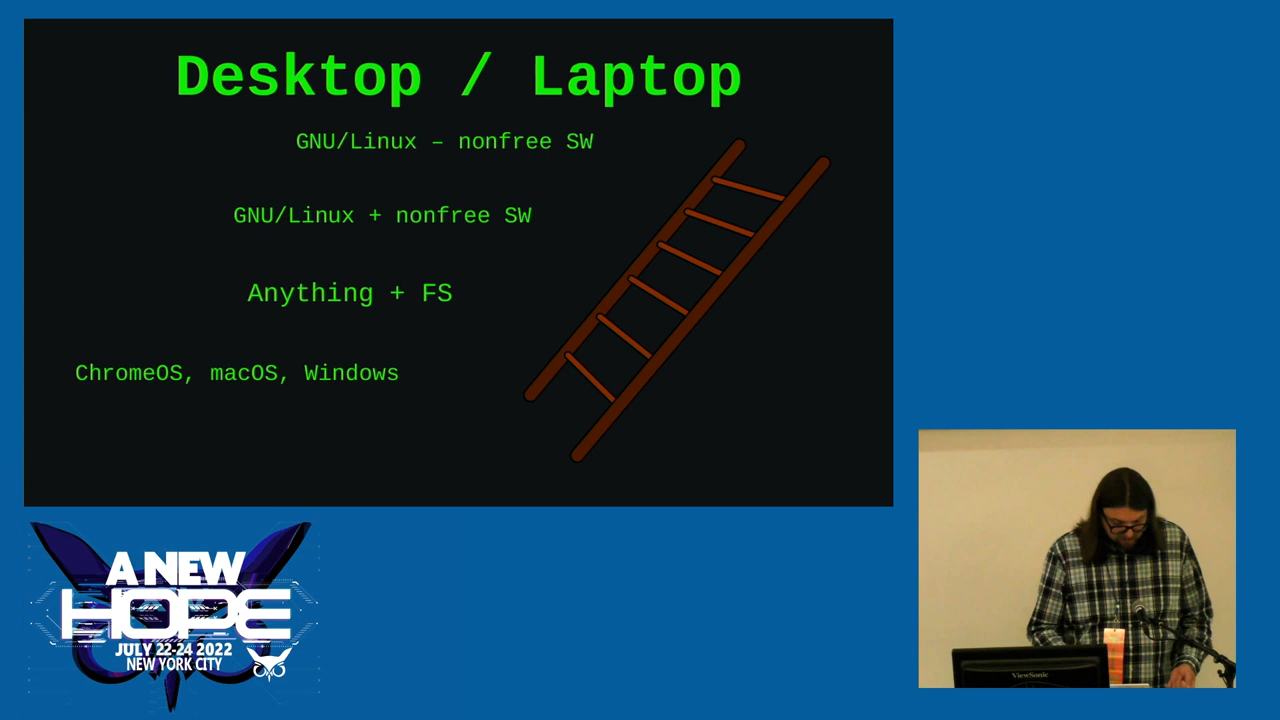 Desktop / Laptop
GNU/Linux – nonfree SW
GNU/Linux + nonfree SW
Anything + FS
ChromeOS, macOS, Windows
A NEW
HOPE
JULY 22-24 2022
NEW YORK CITY
ViewSonic